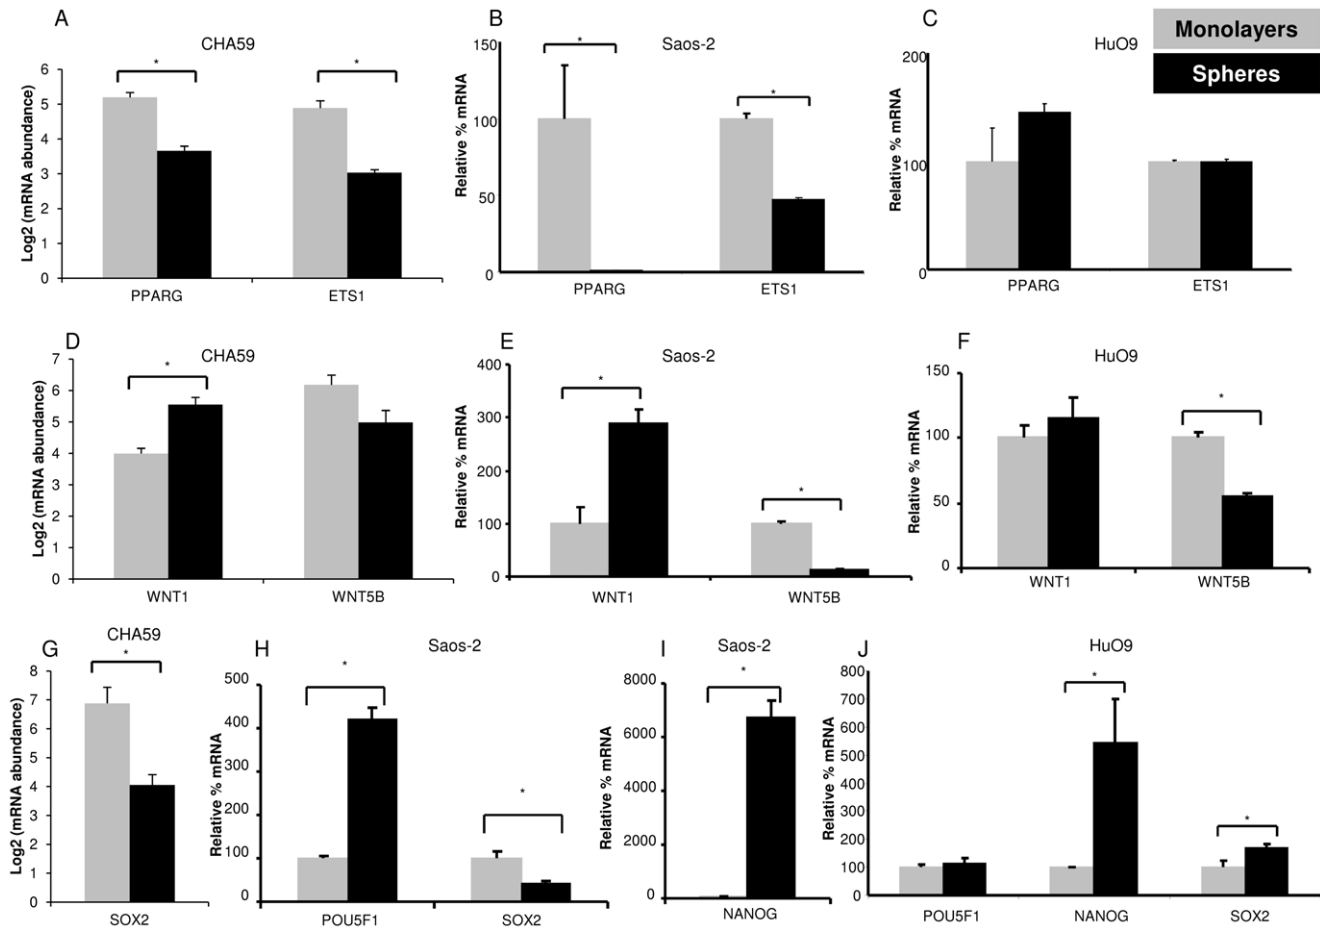 A
CHA59
Log2 (mRNA abundance)
6
5
4
3
2
1
0
*
*
PPARG
ETS1
B
Saos-2
Relative % mRNA
150
100
50
0
*
*
PPARG
ETS1
C
HuO9
Monolayers
Spheres
Relative % mRNA
200
100
0
PPARG
ETS1
D
CHA59
Log2 (mRNA abundance)
7
6
5
4
3
2
1
0
*
WNT1
WNT5B
E
Saos-2
Relative % mRNA
400
300
200
100
0
*
*
WNT1
WNT5B
F
HuO9
Relative % mRNA
150
100
50
0
*
WNT1
WNT5B
G
CHA59
Log2 (mRNA abundance)
8
7
6
5
4
3
2
1
0
*
SOX2
H
Saos-2
Relative % mRNA
500
400
300
200
100
0
*
*
POU5F1
SOX2
I
Saos-2
Relative % mRNA
8000
6000
4000
2000
0
*
NANOG
J
HuO9
Relative % mRNA
800
700
600
500
400
300
200
100
0
*
*
POU5F1
NANOG
SOX2